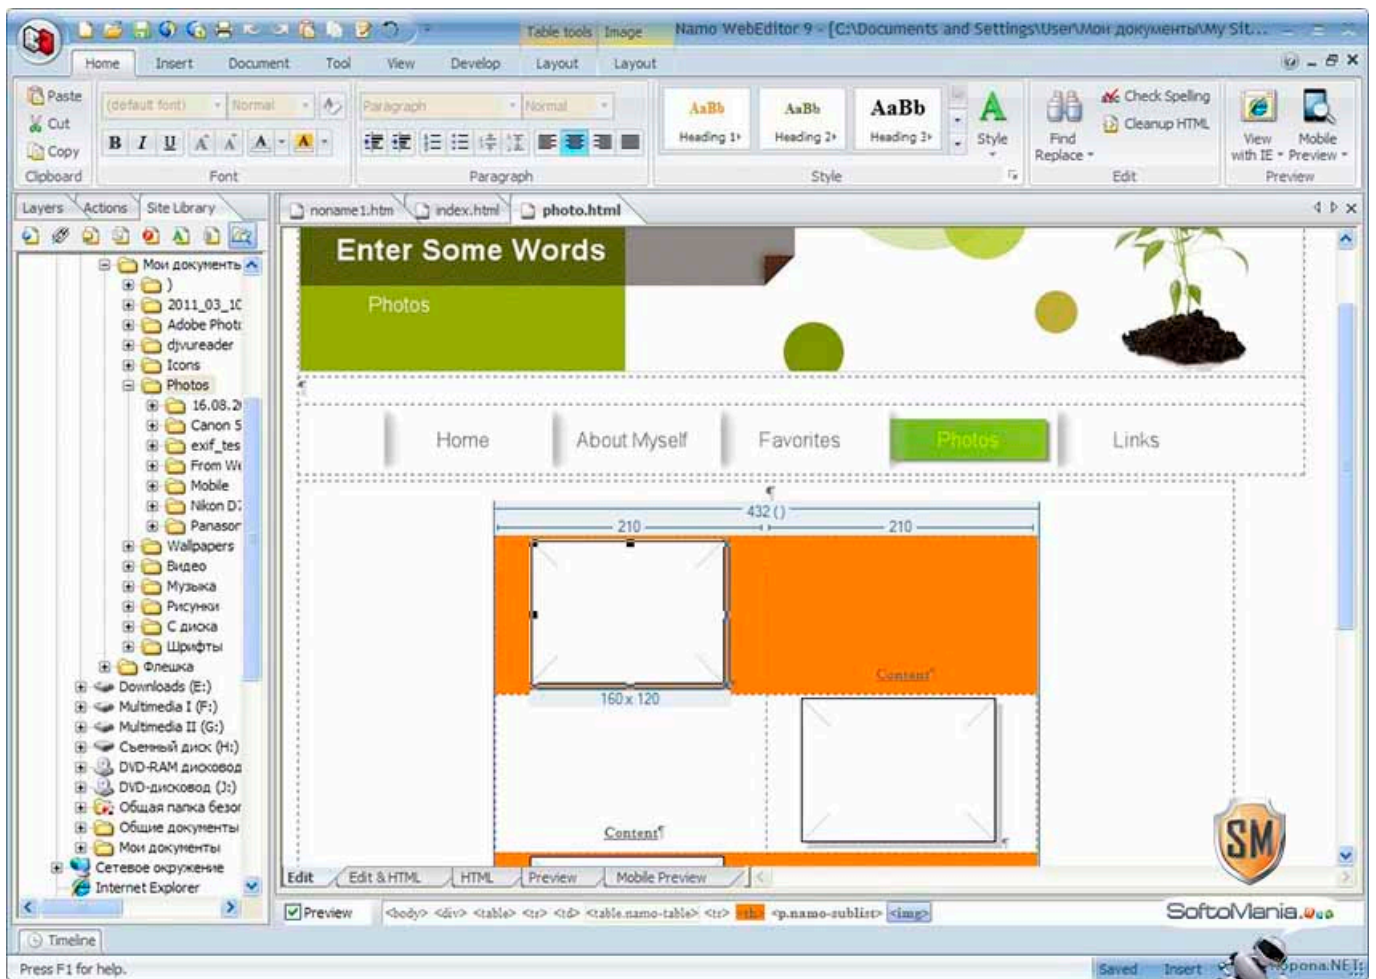 Table tools Image Namo WebEditor 9 - [C:\Documents and Settings\User\Мои документы\My Sit...
Home Insert Document Tool View Develop Layout Layout
Paste
Cut
Copy
Clipboard
(default font) Normal
B I U A A A A
Font
Paragraph Normal
Paragraph
AaBb AaBb AaBb
Heading 1 Heading 2 Heading 3
Style
Style
Find
Replace
Check Spelling
Cleanup HTML
Edit
View
with IE
Mobile
Preview
Preview
Layers Actions Site Library
noname1.htm index.html photo.html
Мои документь
)
2011_03_10
Adobe Photo
djvureader
Icons
Photos
16.08.20
Canon 5
exif_tes
From We
Mobile
Nikon D
Panasor
Wallpapers
Видео
Музыка
Рисунки
С диска
Шрифты
Флешка
Downloads (E:)
Multimedia I (F:)
Multimedia II (G:)
Съемный диск (H:)
DVD-RAM дисковод
DVD-дисковод (J:)
Общая папка безог
Общие документы
Мои документы
Сетевое окружение
Internet Explorer
Enter Some Words
Photos
Home About Myself Favorites Photos Links
432 ()
210 210
Content
160 x 120
Content
SM
Edit Edit & HTML HTML Preview Mobile Preview
Preview <body> <div> <table> <tr> <td> <table.namo-table> <tr> <th> <p.namo-sublist> <img>
SoftoMania.
Timeline
Press F1 for help.
Saved Insert